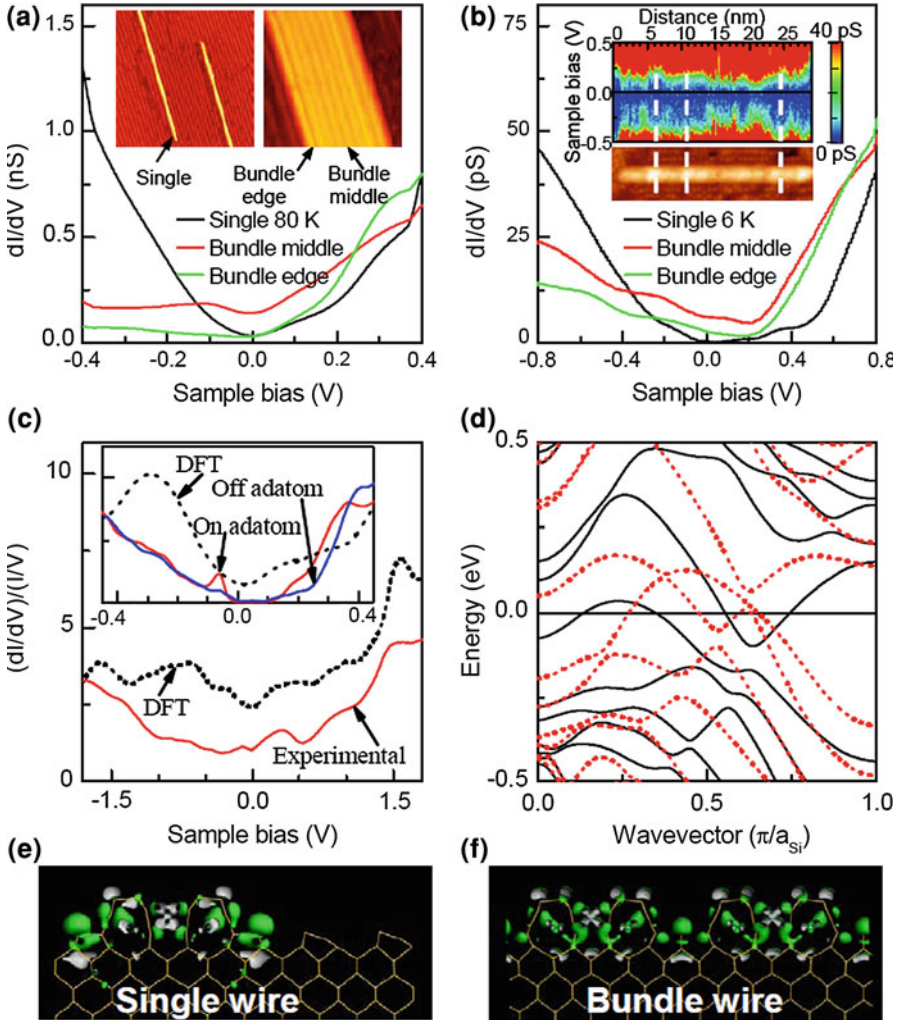 (a)
1.5
1.0
0.5
0.0
dI/dV (nS)
Single
Bundle edge
Bundle middle
Single 80 K
Bundle middle
Bundle edge
-0.4 -0.2 0.0 0.2 0.4
Sample bias (V)
(b)
75
50
25
0
dI/dV (pS)
Distance (nm)
0 5 10 15 20 25
Sample bias (V)
0.5
0.0
-0.5
40 pS
0 pS
Single 6 K
Bundle middle
Bundle edge
-0.8 -0.4 0.0 0.4 0.8
Sample bias (V)
(c)
10
5
0
(dI/dV)/(I/V)
DFT
Off adatom
On adatom
-0.4 0.0 0.4
DFT
Experimental
-1.5 0.0 1.5
Sample bias (V)
(d)
0.5
0.0
-0.5
Energy (eV)
0.0 0.5 1.0
Wavevector (π/aSi)
(e)
Single wire
(f)
Bundle wire